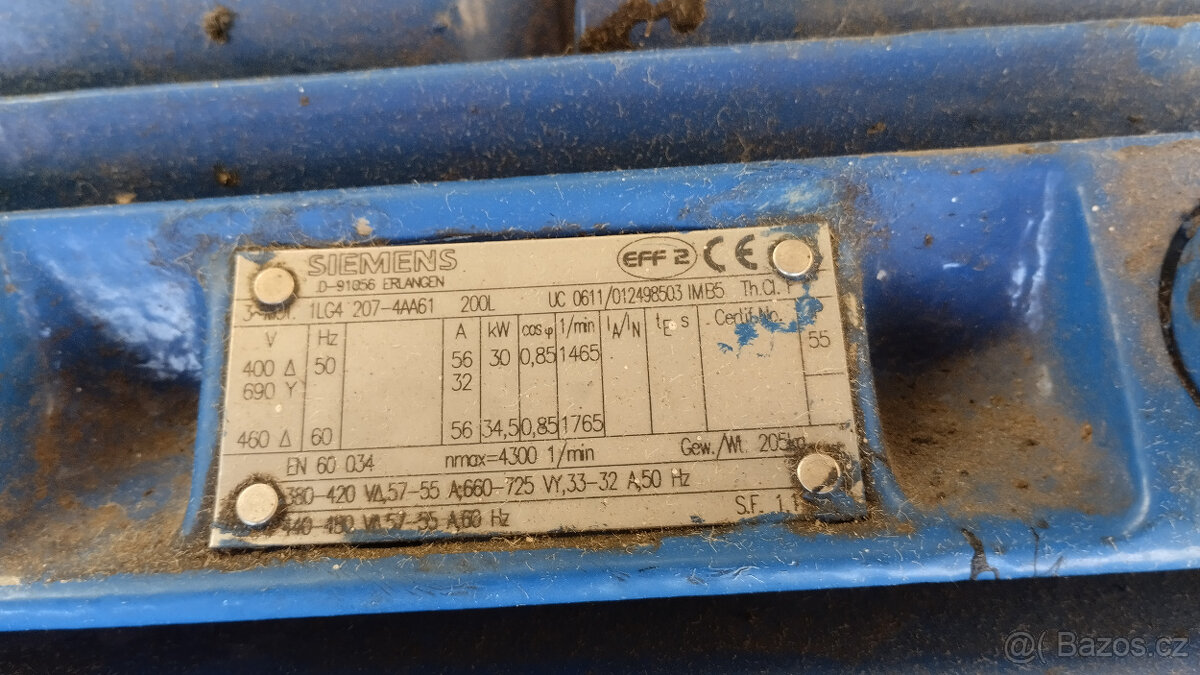 SIEMENS EFF 2 CE
D-91056 ERLANGEN
1LG4 207-4AA61 200L UC 0611/012498503 IMB5 Th.Cl. F
V Hz A kW cosφ 1/min IA/IN tE s Certif.No. IP
400 Δ 50 56 30 0,85 1465 55
690 Y 32
460 Δ 60 56 34,5 0,85 1765
EN 60 034 nmax=4300 1/min Gew./Wt. 205kg
380-420 VΔ,57-55 A;660-725 VY,33-32 A,50 Hz
440-480 VΔ,57-55 A,60 Hz S.F. 1,1
@ Bazos.cz